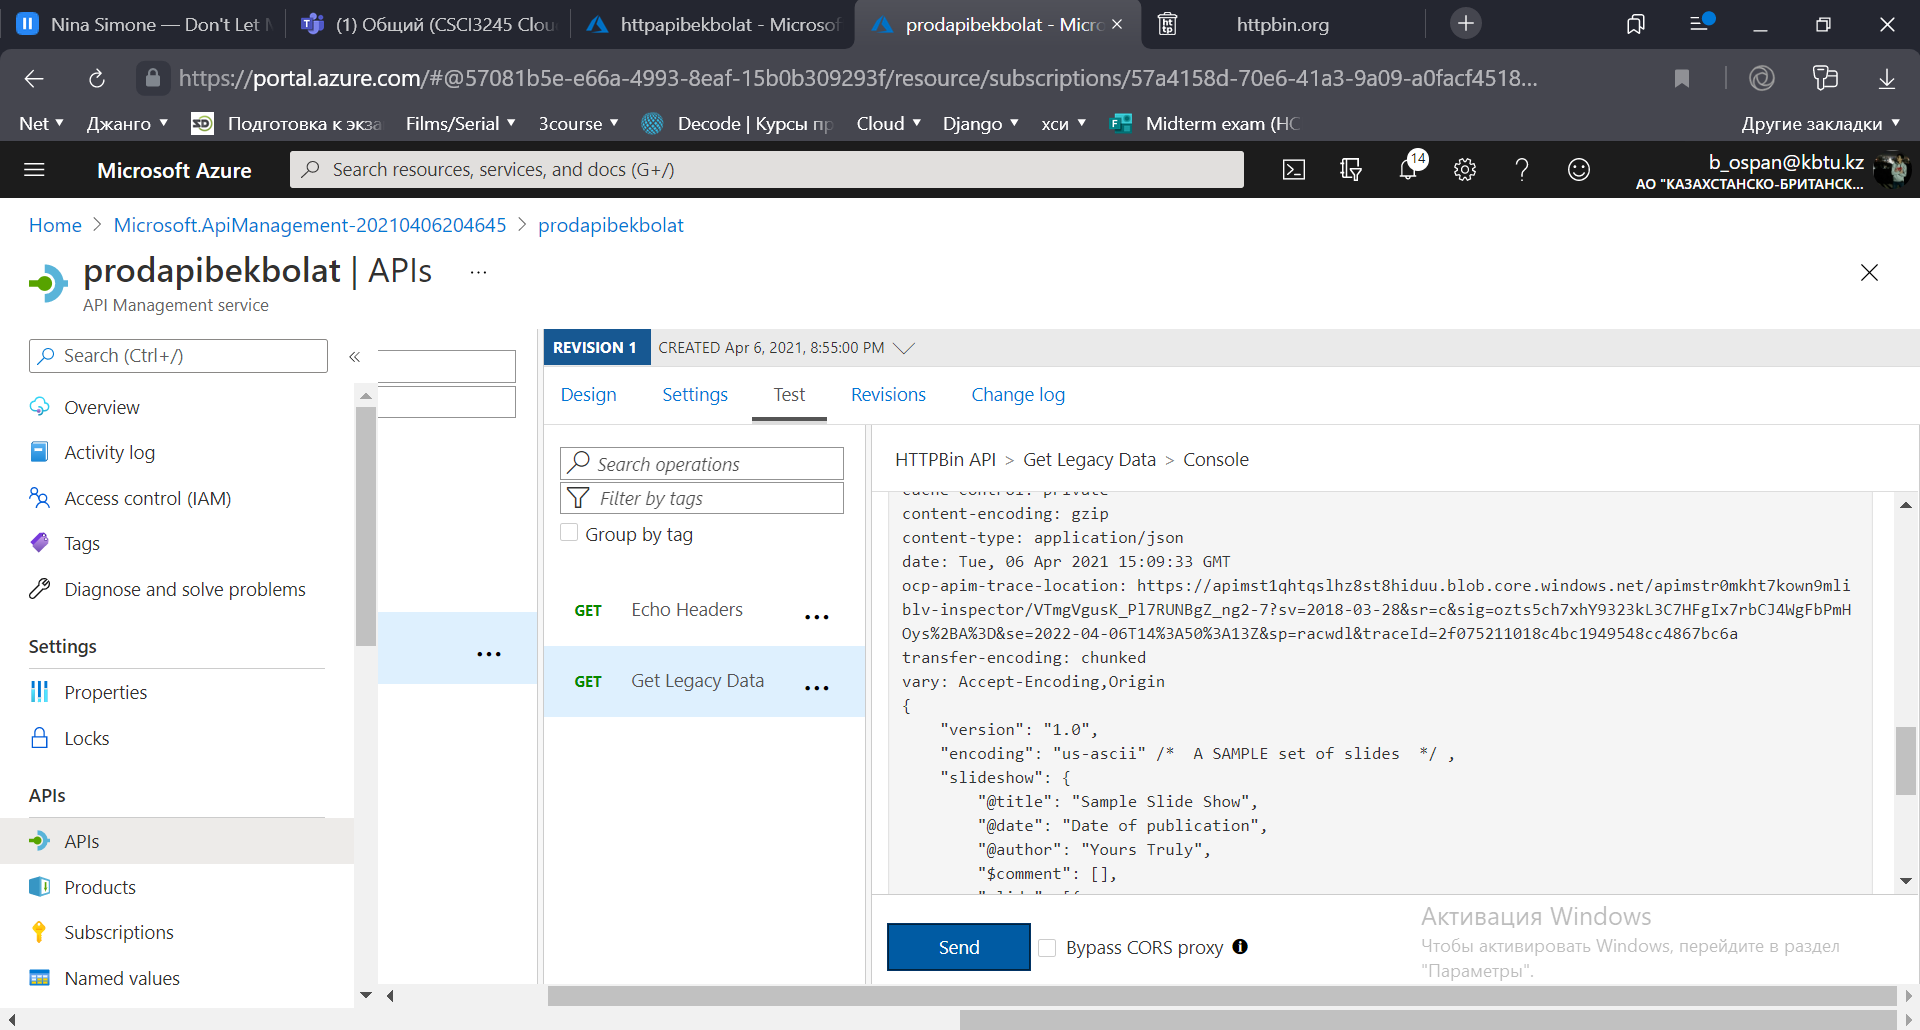 Nina Simone — Don't Let
(1) Общий (CSCI3245 Clou
httpapibekbolat - Microsof
prodapibekbolat - Micro
httpbin.org
https://portal.azure.com/#@57081b5e-e66a-4993-8eaf-15b0b309293f/resource/subscriptions/57a4158d-70e6-41a3-9a09-a0facf4518...
Net
Джанго
Подготовка к экза
Films/Serial
3course
Decode | Курсы пр
Cloud
Django
хси
Midterm exam (НС
Другие закладки
Microsoft Azure
Search resources, services, and docs (G+/)
14
b_ospan@kbtu.kz
АО "КАЗАХСТАНСКО-БРИТАНСК...
Home > Microsoft.ApiManagement-20210406204645 > prodapibekbolat
prodapibekbolat | APIs ...
API Management service
Search (Ctrl+/)
Overview
Activity log
Access control (IAM)
Tags
Diagnose and solve problems
Settings
Properties
Locks
APIs
APIs
Products
Subscriptions
Named values
REVISION 1
CREATED Apr 6, 2021, 8:55:00 PM
Design
Settings
Test
Revisions
Change log
Search operations
Filter by tags
Group by tag
GET Echo Headers
GET Get Legacy Data
HTTPBin API > Get Legacy Data > Console
cache-control: private
content-encoding: gzip
content-type: application/json
date: Tue, 06 Apr 2021 15:09:33 GMT
ocp-apim-trace-location: https://apimst1qhtqslhz8st8hiduu.blob.core.windows.net/apimstr0mkht7kown9mli
blv-inspector/VTmgVgusK_Pl7RUNBgZ_ng2-7?sv=2018-03-28&sr=c&sig=ozts5ch7xhY9323kL3C7HFgIx7rbCJ4WgFbPmH
Oys%2BA%3D&se=2022-04-06T14%3A50%3A13Z&sp=racwdl&traceId=2f075211018c4bc1949548cc4867bc6a
transfer-encoding: chunked
vary: Accept-Encoding,Origin
{
"version": "1.0",
"encoding": "us-ascii" /*  A SAMPLE set of slides  */ ,
"slideshow": {
"@title": "Sample Slide Show",
"@date": "Date of publication",
"@author": "Yours Truly",
"$comment": [],
Send
Bypass CORS proxy
Активация Windows
Чтобы активировать Windows, перейдите в раздел
"Параметры".